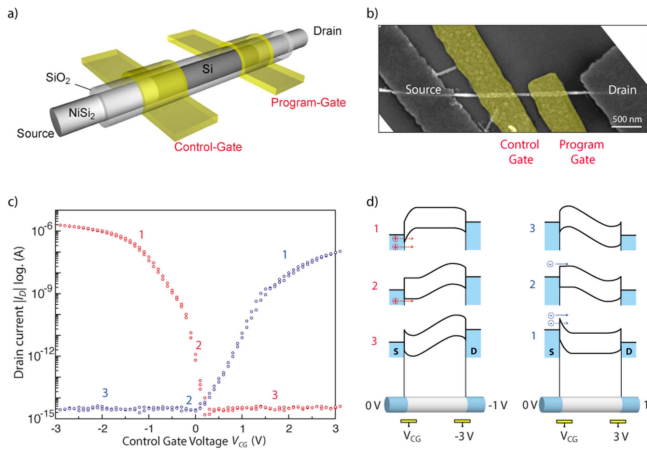 a)
Drain
SiO2
Si
NiSi2
Program-Gate
Source
Control-Gate
b)
Source
Drain
500 nm
Control
Gate
Program
Gate
c)
Drain current |ID| log. (A)
10-6
10-9
10-12
10-15
1
2
3
1
2
3
-3
-2
-1
0
1
2
3
Control Gate Voltage VCG (V)
d)
1
2
3
S
D
0 V
-1 V
VCG
-3 V
3
2
1
S
D
0 V
1
VCG
3 V